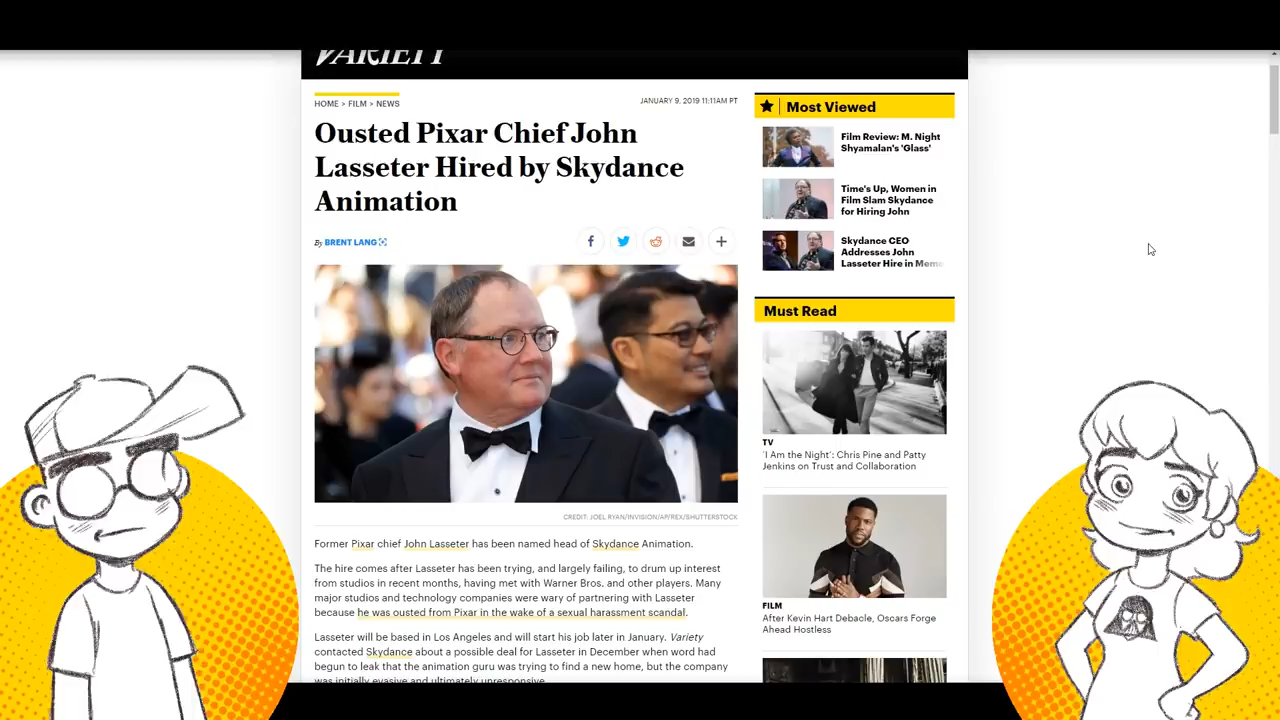 VARIETY
HOME > FILM > NEWS
JANUARY 9, 2019 11:11AM PT
Ousted Pixar Chief John
Lasseter Hired by Skydance
Animation
By BRENT LANG
CREDIT: JOEL RYAN/INVISION/AP/REX/SHUTTERSTOCK
Former Pixar chief John Lasseter has been named head of Skydance Animation.
The hire comes after Lasseter has been trying, and largely failing, to drum up interest
from studios in recent months, having met with Warner Bros. and other players. Many
major studios and technology companies were wary of partnering with Lasseter
because he was ousted from Pixar in the wake of a sexual harassment scandal.
Lasseter will be based in Los Angeles and will start his job later in January. Variety
contacted Skydance about a possible deal for Lasseter in December when word had
begun to leak that the animation guru was trying to find a new home, but the company
was initially evasive and ultimately unresponsive.
Most Viewed
Film Review: M. Night
Shyamalan's 'Glass'
Time's Up, Women in
Film Slam Skydance
for Hiring John
Skydance CEO
Addresses John
Lasseter Hire in Memo
Must Read
TV
'I Am the Night': Chris Pine and Patty
Jenkins on Trust and Collaboration
FILM
After Kevin Hart Debacle, Oscars Forge
Ahead Hostless